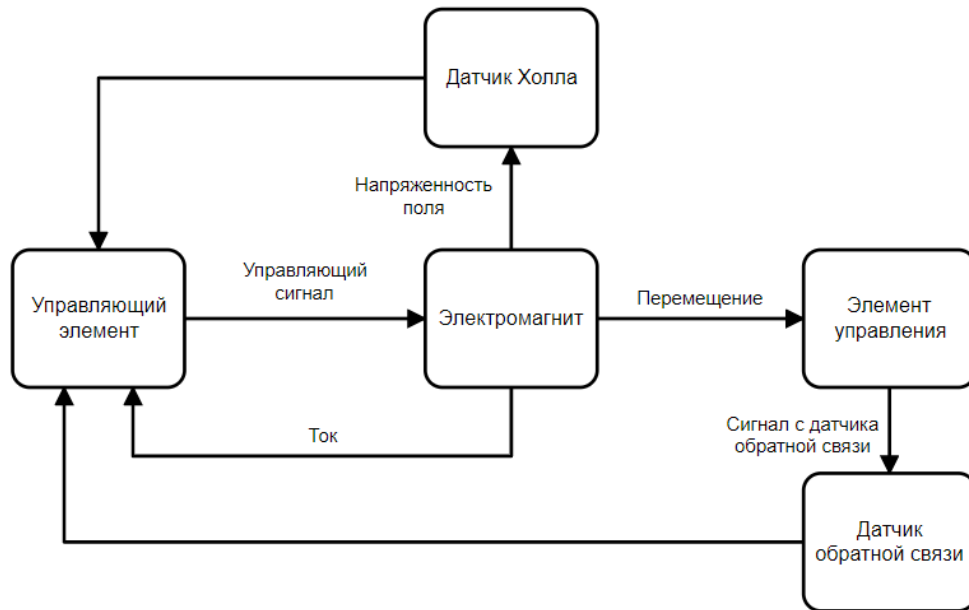 Датчик Холла
Напряженность
поля
Управляющий
элемент
Управляющий
сигнал
Электромагнит
Перемещение
Элемент
управления
Ток
Сигнал с датчика
обратной связи
Датчик
обратной связи